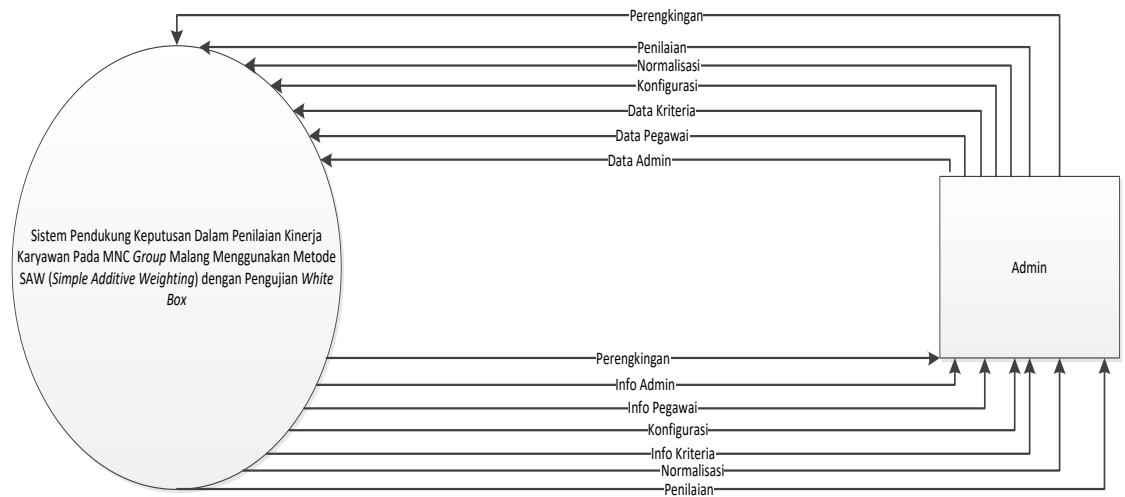 Perengkingan
Penilaian
Normalisasi
Konfigurasi
Data Kriteria
Data Pegawai
Data Admin
Sistem Pendukung Keputusan Dalam Penilaian Kinerja
Karyawan Pada MNC Group Malang Menggunakan Metode
SAW (Simple Additive Weighting) dengan Pengujian White
Box
Admin
Perengkingan
Info Admin
Info Pegawai
Konfigurasi
Info Kriteria
Normalisasi
Penilaian